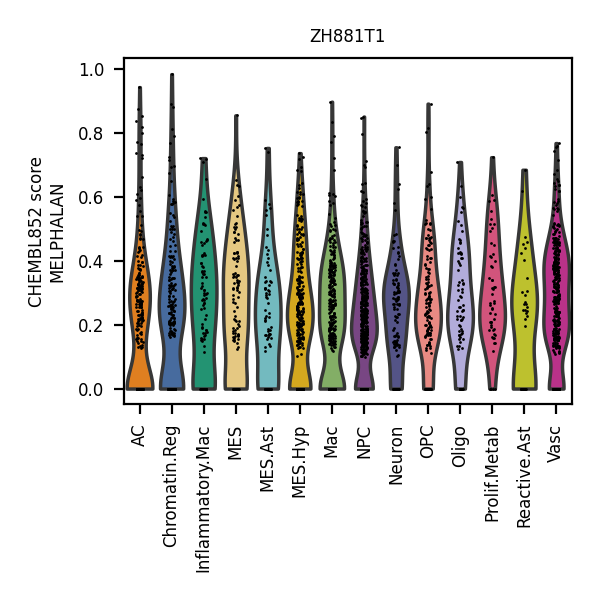 ZH881T1
CHEMBL852 score
MELPHALAN
1.0
0.8
0.6
0.4
0.2
0.0
AC
Chromatin.Reg
Inflammatory.Mac
MES
MES.Ast
MES.Hyp
Mac
NPC
Neuron
OPC
Oligo
Prolif.Metab
Reactive.Ast
Vasc